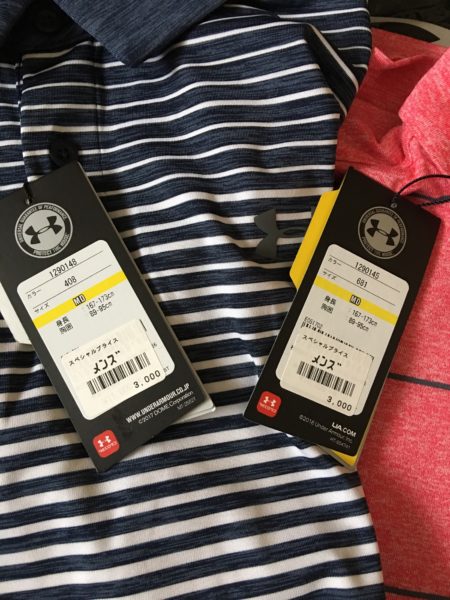 1290148
カラー
408
サイズ
MD
身長
167-173cm
胸囲
89-95cm
スペシャルプライス
メンズ
3,000
WWW.UNDERARMOUR.CO.JP
©2017 DOME Corporation
1290145
カラー
691
サイズ
MD
身長
167-173cm
胸囲
89-95cm
スペシャルプライス
メンズ
3,000
UA.COM
©2016 Under Armour, Inc.